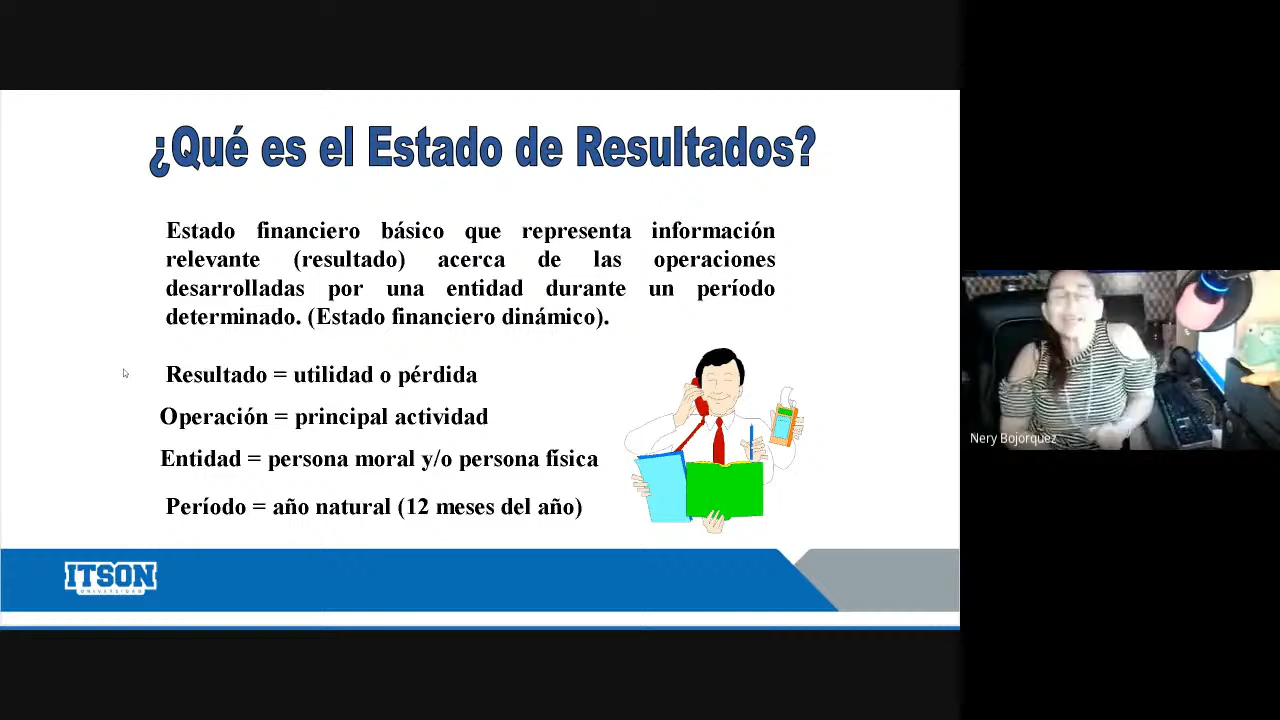 ¿Qué es el Estado de Resultados?
Estado financiero básico que representa información
relevante (resultado) acerca de las operaciones
desarrolladas por una entidad durante un período
determinado. (Estado financiero dinámico).
Resultado = utilidad o pérdida
Operación = principal actividad
Entidad = persona moral y/o persona física
Período = año natural (12 meses del año)
ITSON
UNIVERSIDAD
Nery Bojorquez